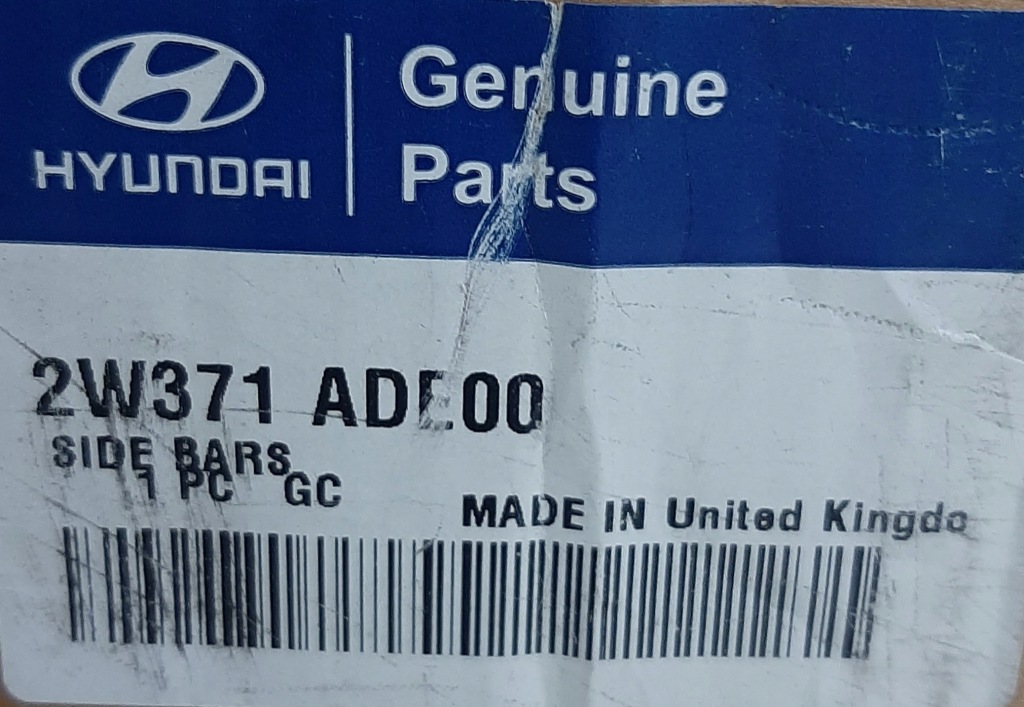 HYUNDAI
Genuine
Parts
2W371 ADE00
SIDE BARS
1 PC GC
MADE IN United Kingdo